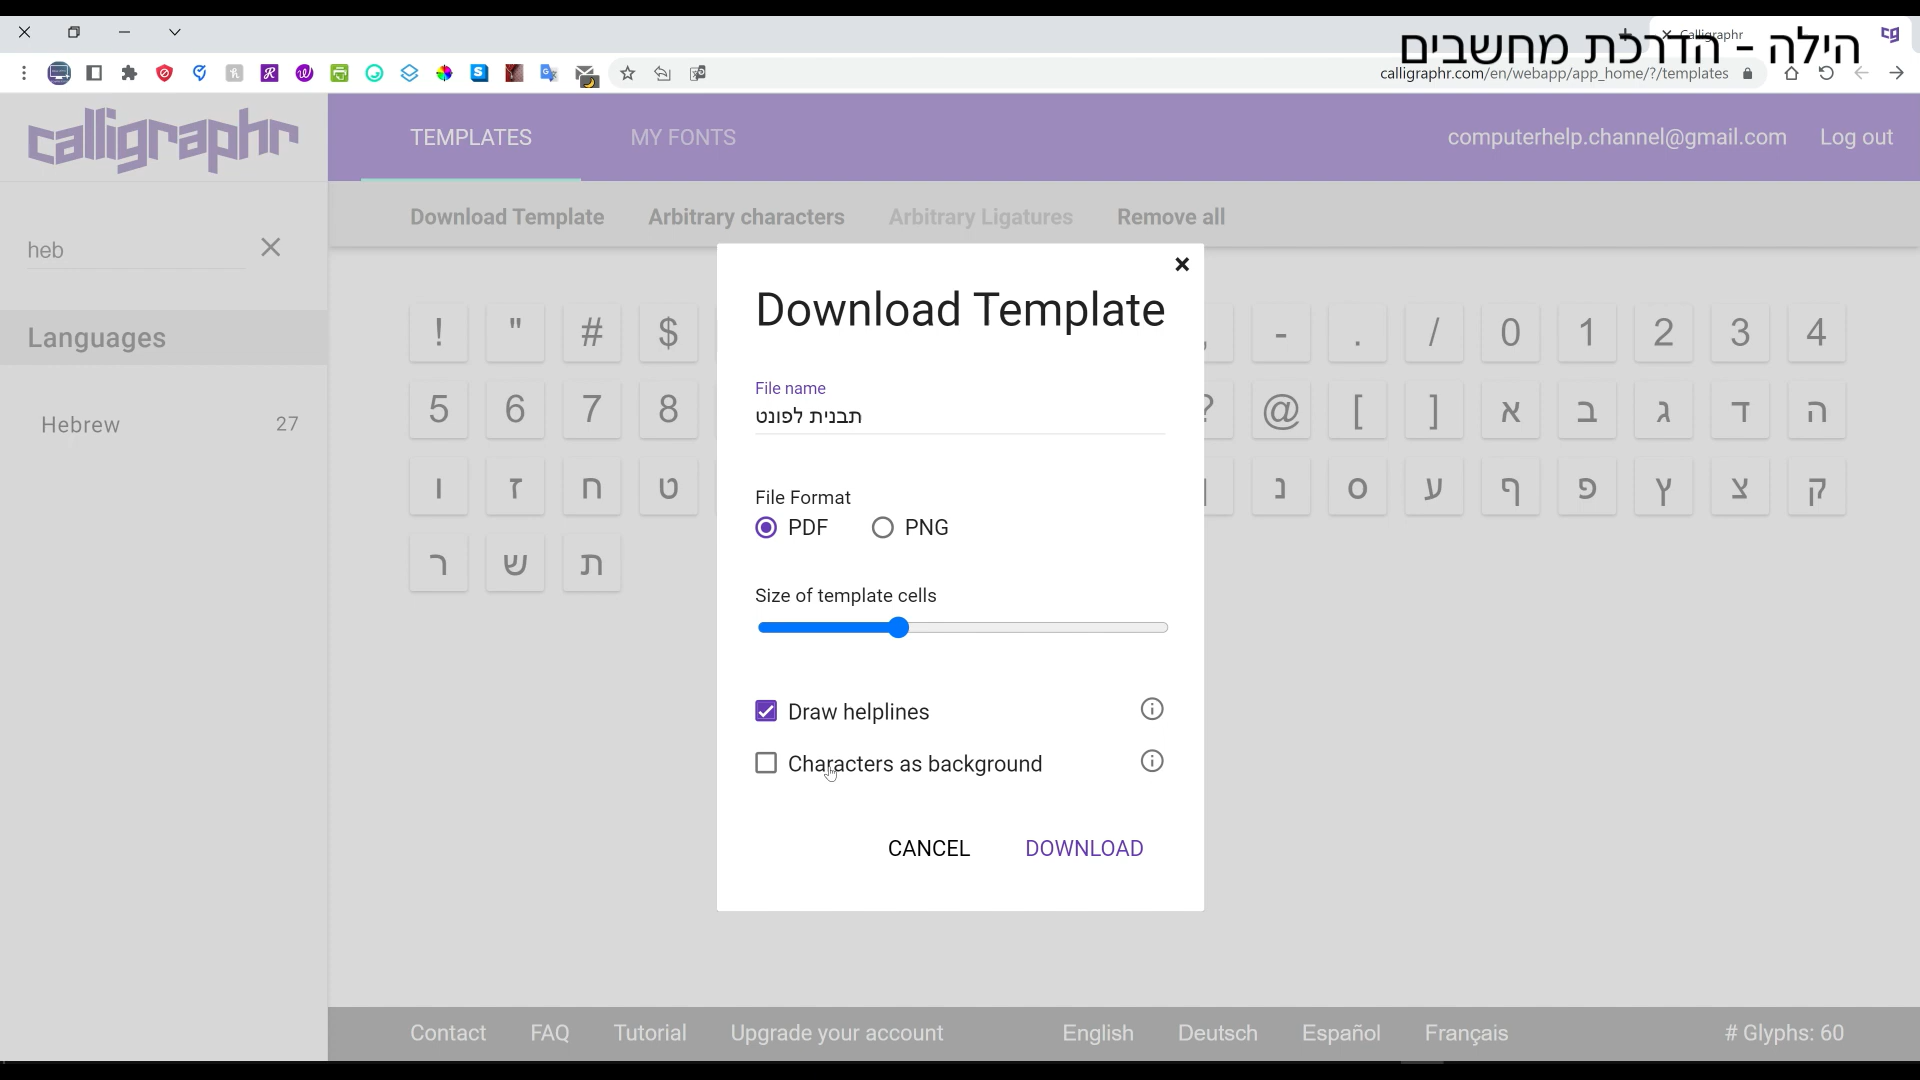 הילה - הדרכת מחשבים
Calligraphr
calligraphr.com/en/webapp/app_home/?/templates
calligraphr
TEMPLATES
MY FONTS
computerhelp.channel@gmail.com
Log out
Download Template
Arbitrary characters
Arbitrary Ligatures
Remove all
heb
Languages
Hebrew 27
! " # $ - . / 0 1 2 3 4
5 6 7 8 ? @ [ ] א ב ג ד ה
ו ז ח ט נ ס ע ף פ ץ צ ק
ר ש ת
Download Template
File name
תבנית לפונט
File Format
PDF
PNG
Size of template cells
Draw helplines
Characters as background
CANCEL
DOWNLOAD
Contact
FAQ
Tutorial
Upgrade your account
English
Deutsch
Español
Français
# Glyphs: 60